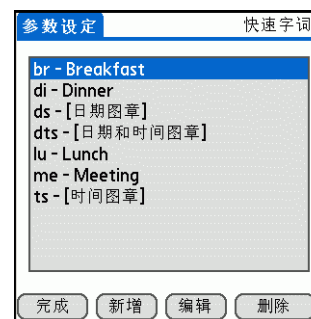 参数设定 快速字词
br - Breakfast
di - Dinner
ds - [日期图章]
dts - [日期和时间图章]
lu - Lunch
me - Meeting
ts - [时间图章]
完成 新增 编辑 删除